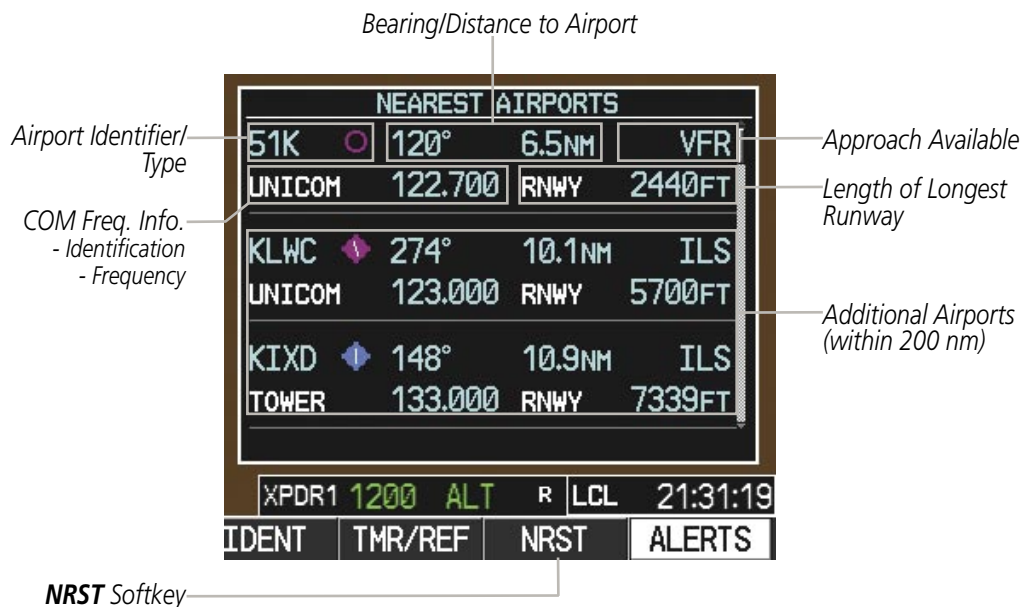 Bearing/Distance to Airport
NEAREST AIRPORTS
Airport Identifier/
Type
51K 120° 6.5NM VFR
Approach Available
UNICOM 122.700 RNWY 2440FT
Length of Longest
Runway
COM Freq. Info.
- Identification
- Frequency
KLWC 274° 10.1NM ILS
UNICOM 123.000 RNWY 5700FT
Additional Airports
(within 200 nm)
KIXD 148° 10.9NM ILS
TOWER 133.000 RNWY 7339FT
XPDR1 1200 ALT R LCL 21:31:19
IDENT TMR/REF NRST ALERTS
NRST Softkey